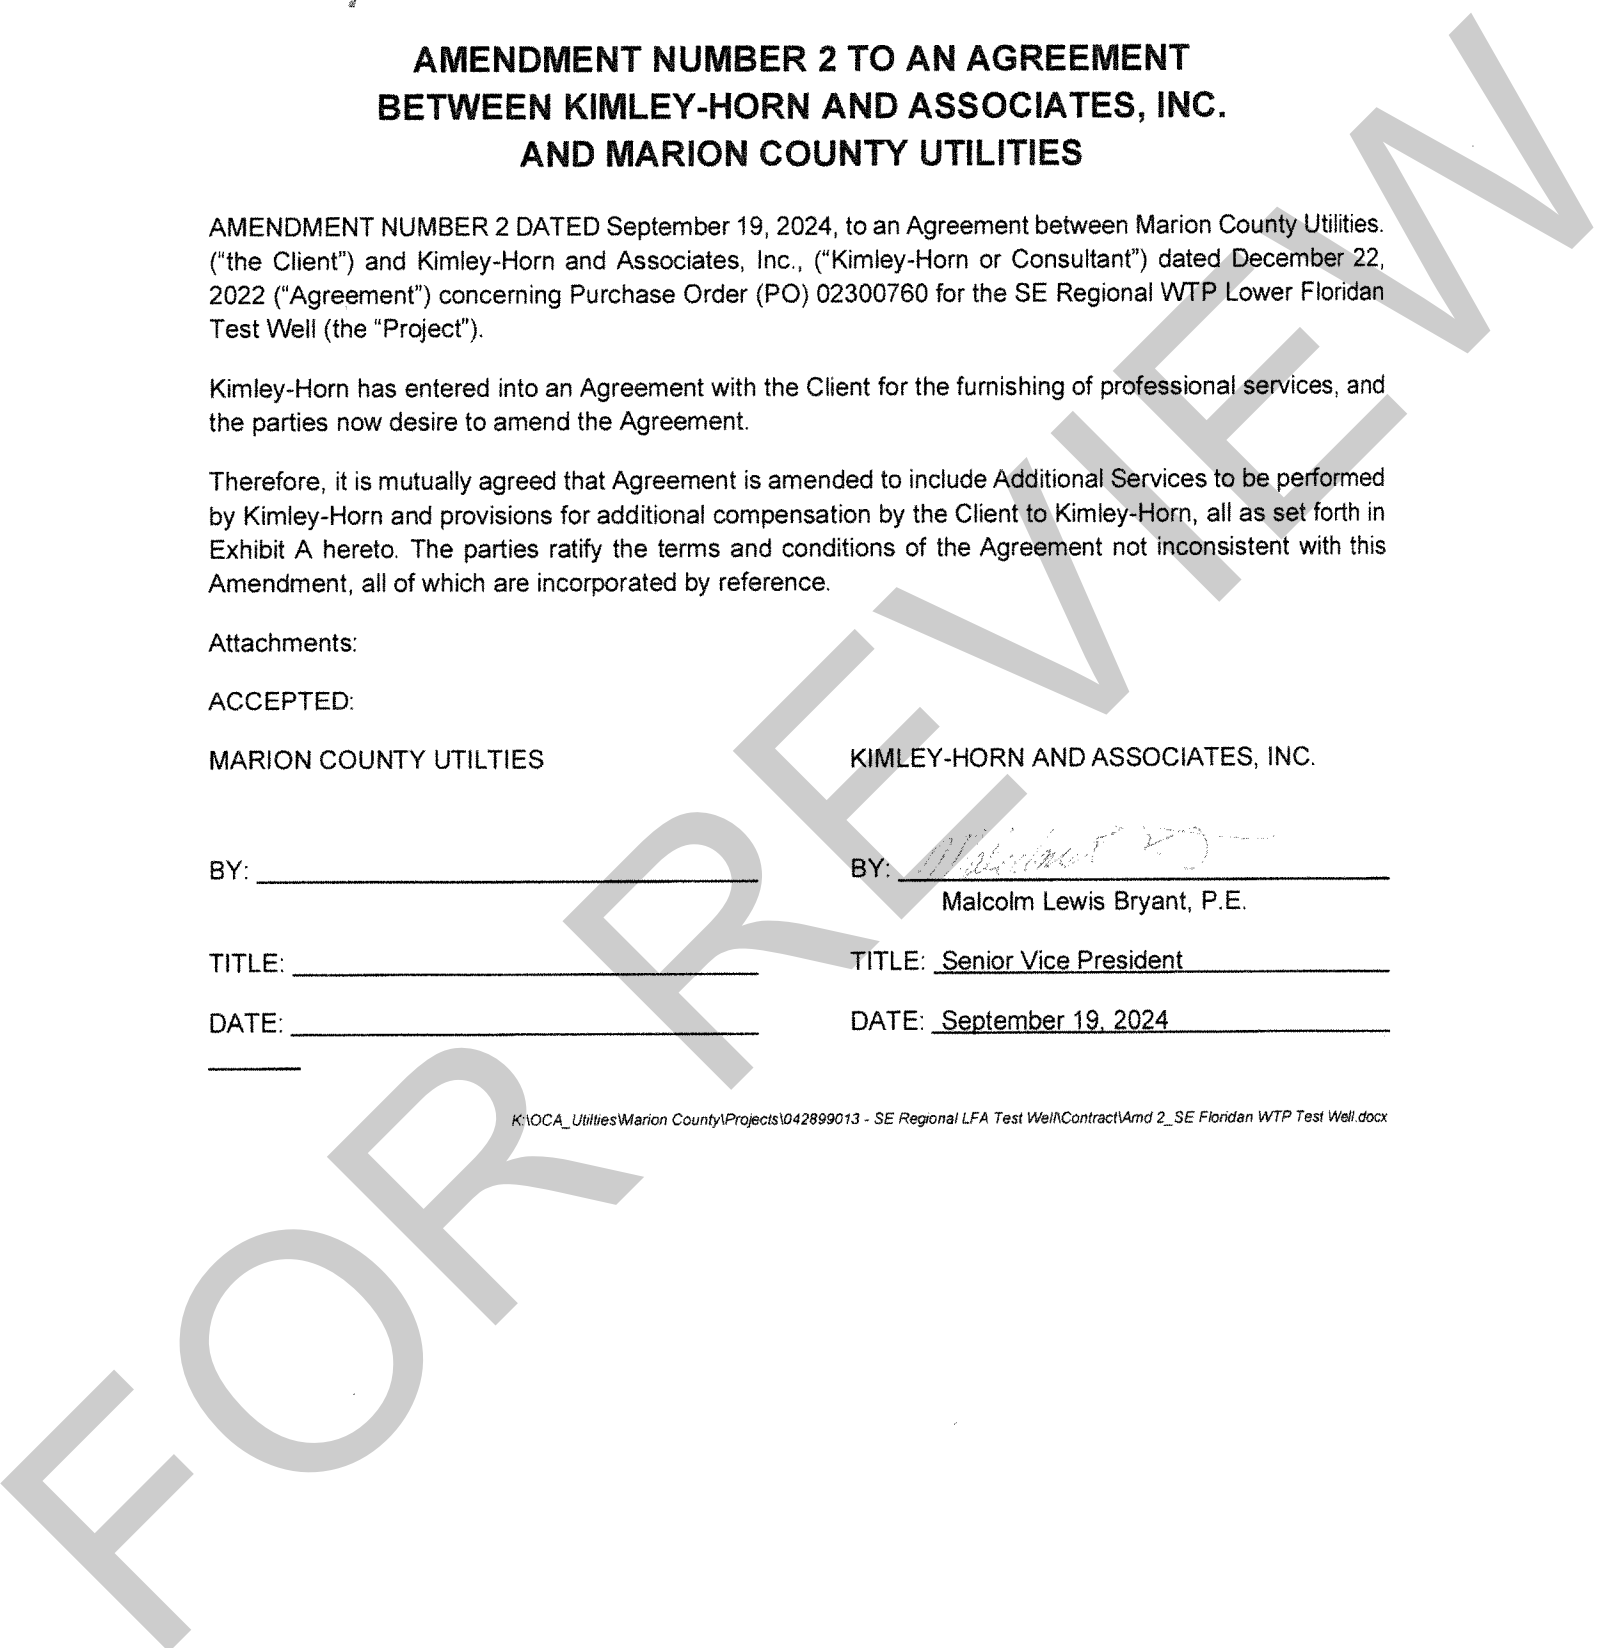 AMENDMENT NUMBER 2 TO AN AGREEMENT
BETWEEN KIMLEY-HORN AND ASSOCIATES, INC.
AND MARION COUNTY UTILITIES
AMENDMENT NUMBER 2 DATED September 19, 2024, to an Agreement between Marion County Utilities.
(“the Client”) and Kimley-Horn and Associates, Inc., (“Kimley-Horn or Consultant”) dated December 22,
2022 (“Agreement”) concerning Purchase Order (PO) 02300760 for the SE Regional WTP Lower Floridan
Test Well (the “Project”).
Kimley-Horn has entered into an Agreement with the Client for the furnishing of professional services, and
the parties now desire to amend the Agreement.
Therefore, it is mutually agreed that Agreement is amended to include Additional Services to be performed
by Kimley-Horn and provisions for additional compensation by the Client to Kimley-Horn, all as set forth in
Exhibit A hereto. The parties ratify the terms and conditions of the Agreement not inconsistent with this
Amendment, all of which are incorporated by reference.
Attachments:
ACCEPTED:
MARION COUNTY UTILTIES
KIMLEY-HORN AND ASSOCIATES, INC.
BY:
BY:
Malcolm Lewis Bryant, P.E.
TITLE:
TITLE: Senior Vice President
DATE:
DATE: September 19, 2024
K:\OCA_Utilties\Marion County\Projects\042899013 - SE Regional LFA Test Well\Contract\Amd 2_SE Floridan WTP Test Well.docx
FOR REVIEW